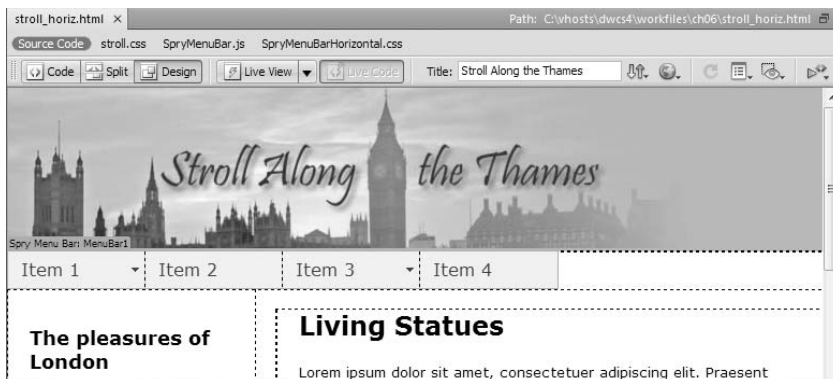 stroll_horiz.html × Path: C:\vhosts\dwcs4\workfiles\ch06\stroll_horiz.html
Source Code stroll.css SpryMenuBar.js SpryMenuBarHorizontal.css
Code Split Design Live View Live Code Title: Stroll Along the Thames
Stroll Along the Thames
Spry Menu Bar: MenuBar1
Item 1 Item 2 Item 3 Item 4
The pleasures of
London
Living Statues
Lorem ipsum dolor sit amet, consectetuer adipiscing elit. Praesent